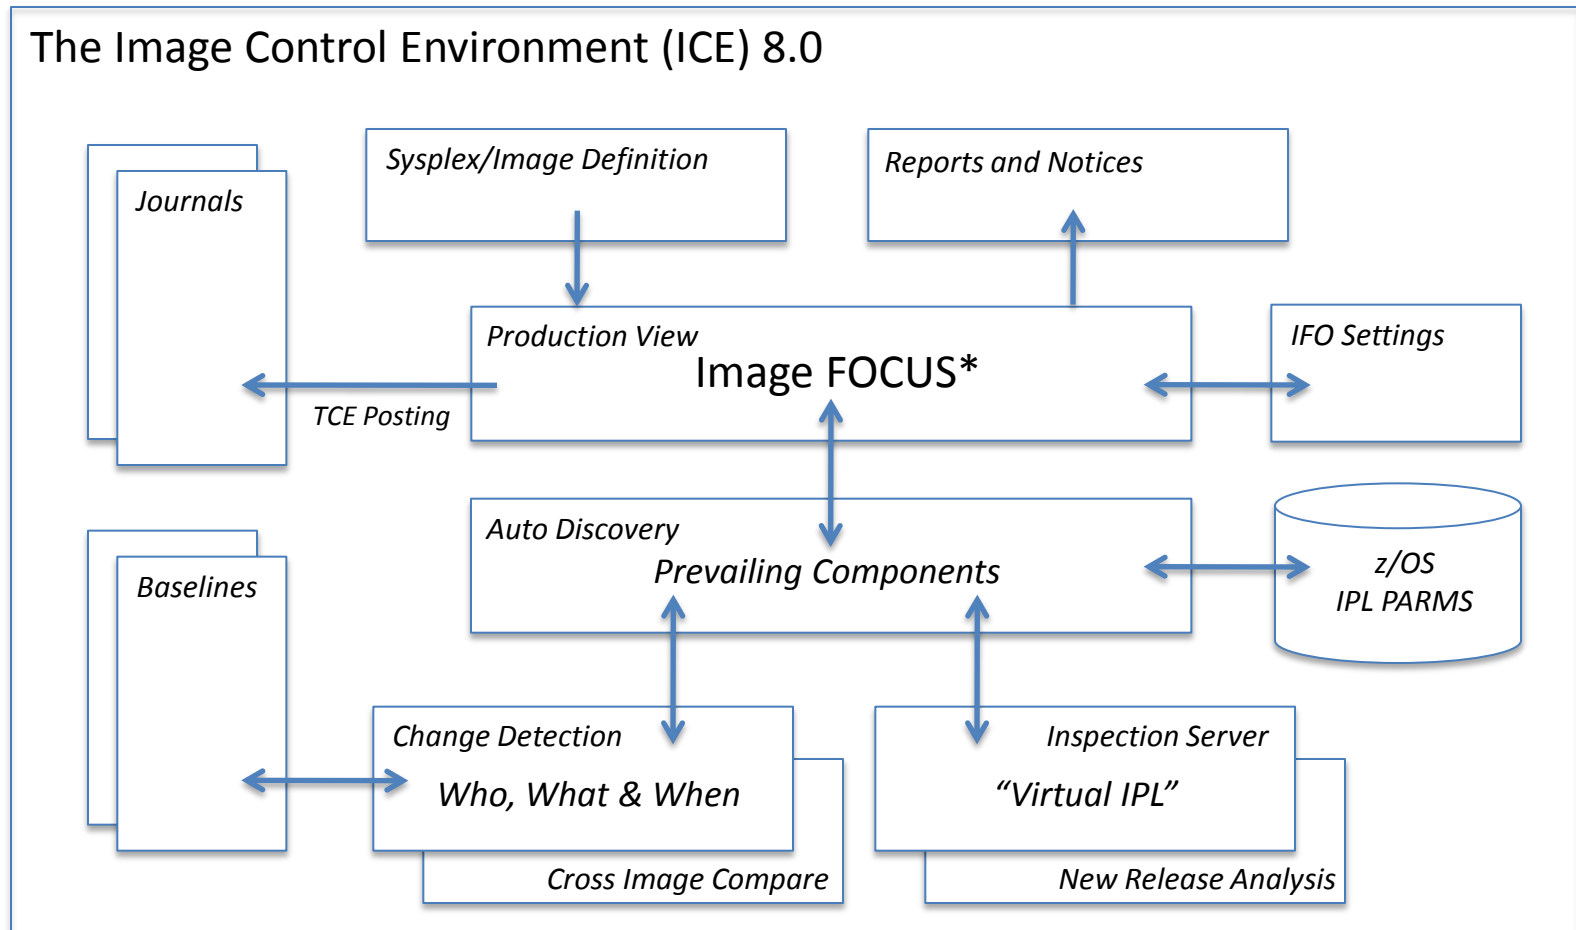 The Image Control Environment (ICE) 8.0
Sysplex/Image Definition
Reports and Notices
Journals
Production View
Image FOCUS*
IFO Settings
TCE Posting
Auto Discovery
Prevailing Components
z/OS
IPL PARMS
Baselines
Change Detection
Who, What & When
Inspection Server
“Virtual IPL”
Cross Image Compare
New Release Analysis